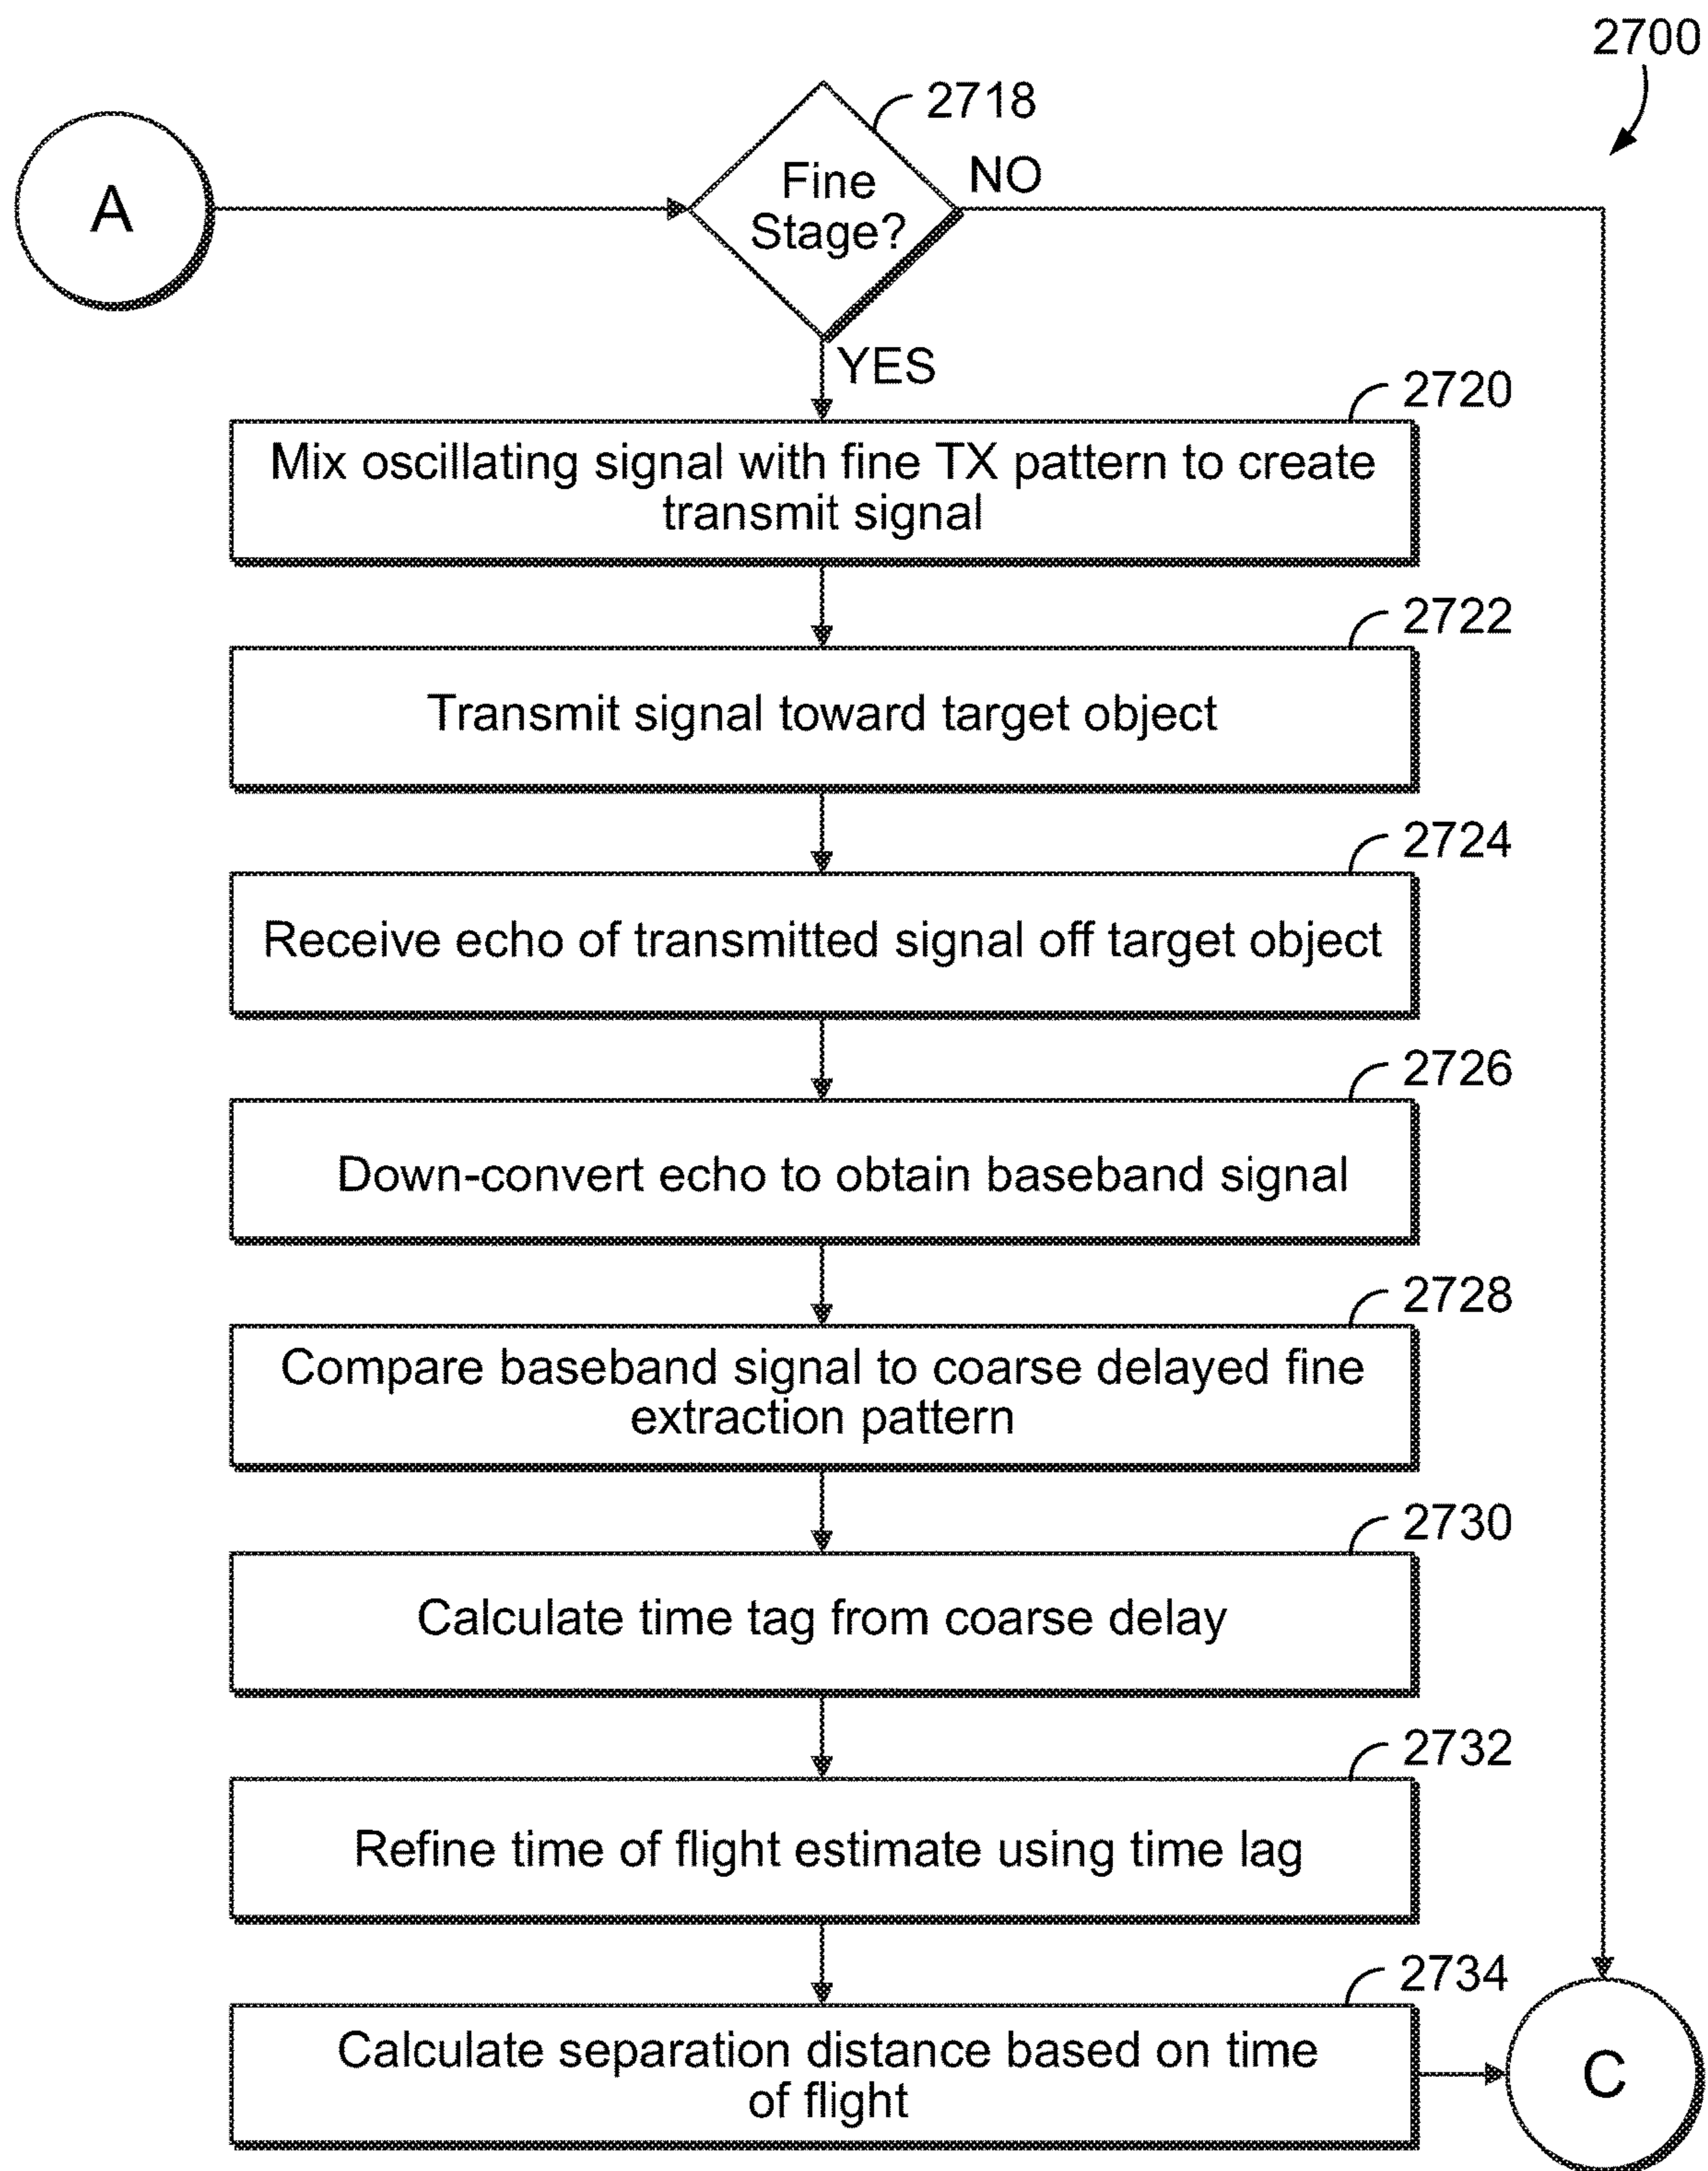 2700
2718
A
Fine
Stage?
NO
YES
2720
Mix oscillating signal with fine TX pattern to create
transmit signal
2722
Transmit signal toward target object
2724
Receive echo of transmitted signal off target object
2726
Down-convert echo to obtain baseband signal
2728
Compare baseband signal to coarse delayed fine
extraction pattern
2730
Calculate time tag from coarse delay
2732
Refine time of flight estimate using time lag
2734
Calculate separation distance based on time
of flight
C